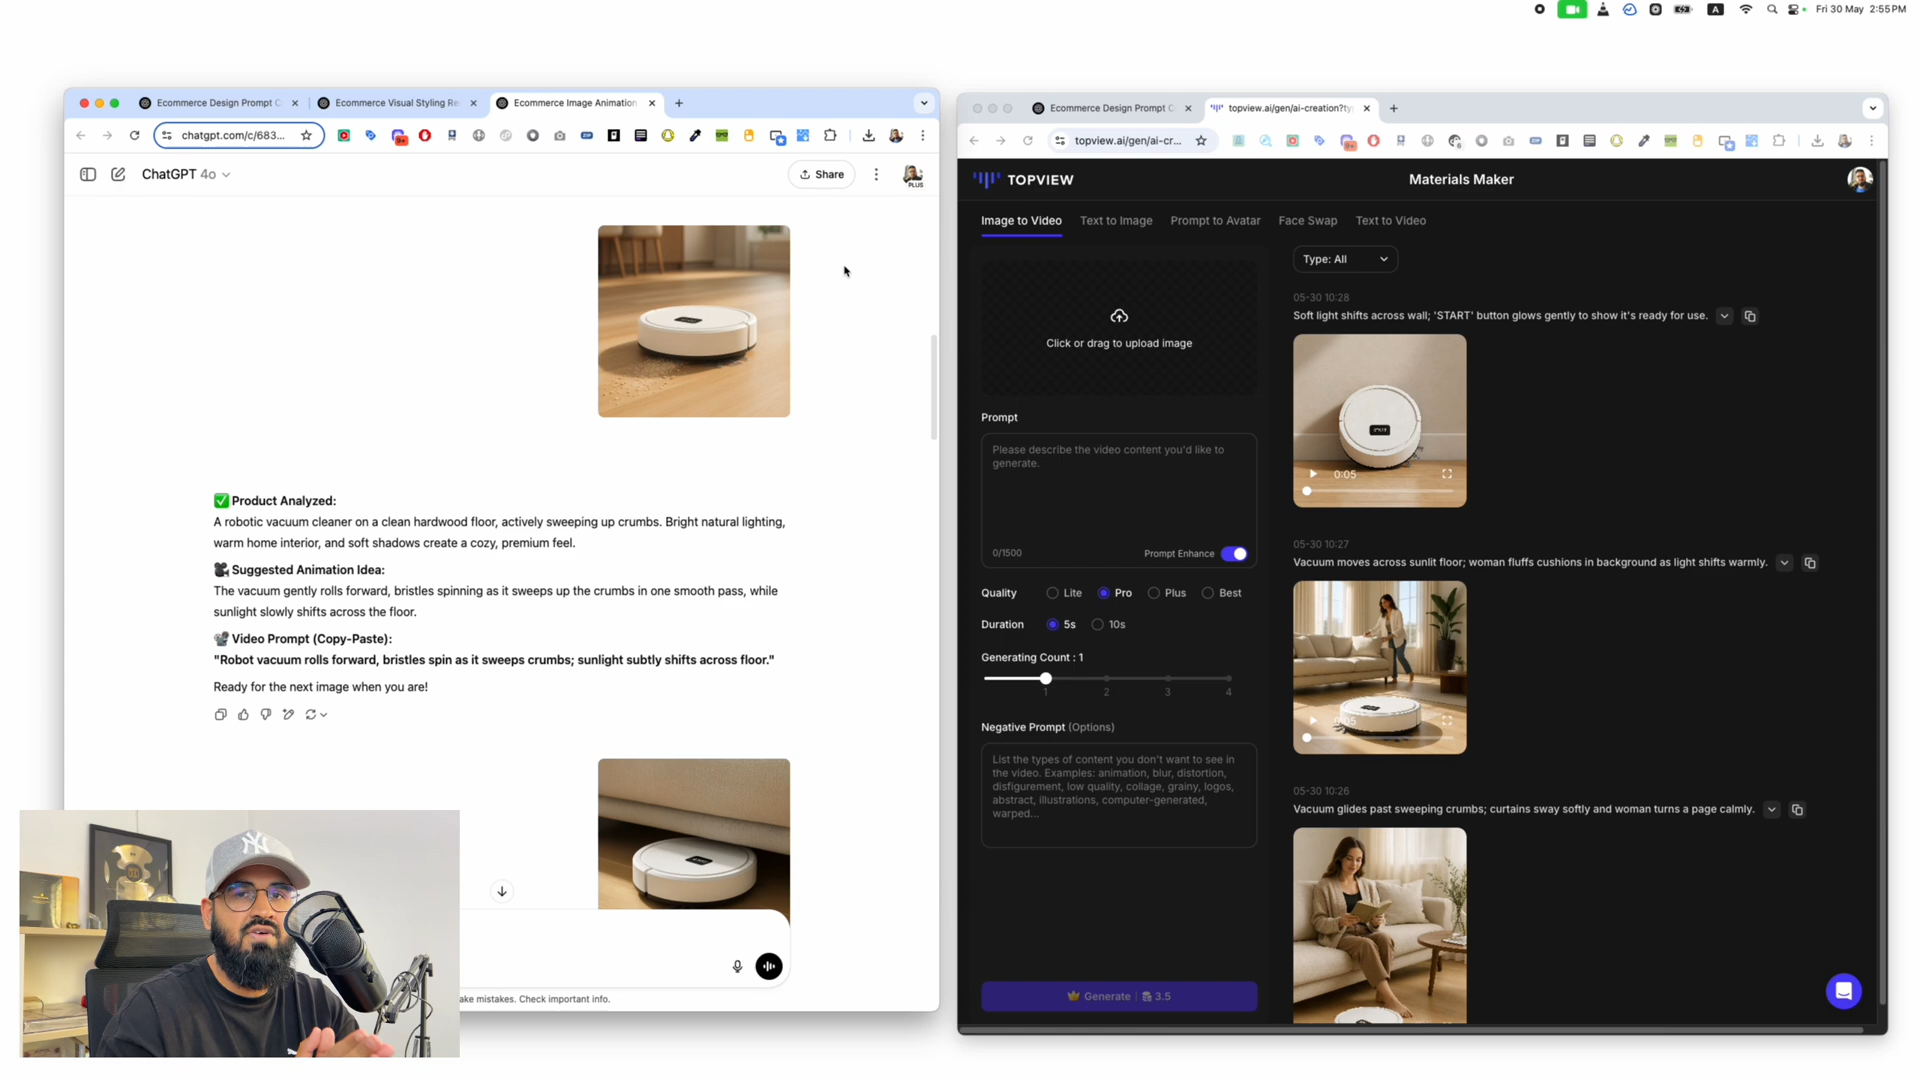 Fri 30 May 2:55PM
Ecommerce Design Prompt C
Ecommerce Visual Styling Re
Ecommerce Image Animation
chatgpt.com/c/683...
ChatGPT 4o
Share
PLUS
✅ Product Analyzed:
A robotic vacuum cleaner on a clean hardwood floor, actively sweeping up crumbs. Bright natural lighting,
warm home interior, and soft shadows create a cozy, premium feel.
🎥 Suggested Animation Idea:
The vacuum gently rolls forward, bristles spinning as it sweeps up the crumbs in one smooth pass, while
sunlight slowly shifts across the floor.
📽️ Video Prompt (Copy-Paste):
"Robot vacuum rolls forward, bristles spin as it sweeps crumbs; sunlight subtly shifts across floor."
Ready for the next image when you are!
ake mistakes. Check important info.
Ecommerce Design Prompt C
topview.ai/gen/ai-creation?ty
topview.ai/gen/ai-cr...
TOPVIEW
Materials Maker
Image to Video
Text to Image
Prompt to Avatar
Face Swap
Text to Video
Click or drag to upload image
Prompt
Please describe the video content you'd like to
generate.
0/1500
Prompt Enhance
Quality
Lite
Pro
Plus
Best
Duration
5s
10s
Generating Count : 1
1
2
3
4
Negative Prompt (Options)
List the types of content you don't want to see in
the video. Examples: animation, blur, distortion,
disfigurement, low quality, collage, grainy, logos,
abstract, illustrations, computer-generated,
warped...
Generate | 3.5
Type: All
05-30 10:28
Soft light shifts across wall; 'START' button glows gently to show it's ready for use.
0:05
05-30 10:27
Vacuum moves across sunlit floor; woman fluffs cushions in background as light shifts warmly.
0:05
05-30 10:26
Vacuum glides past sweeping crumbs; curtains sway softly and woman turns a page calmly.